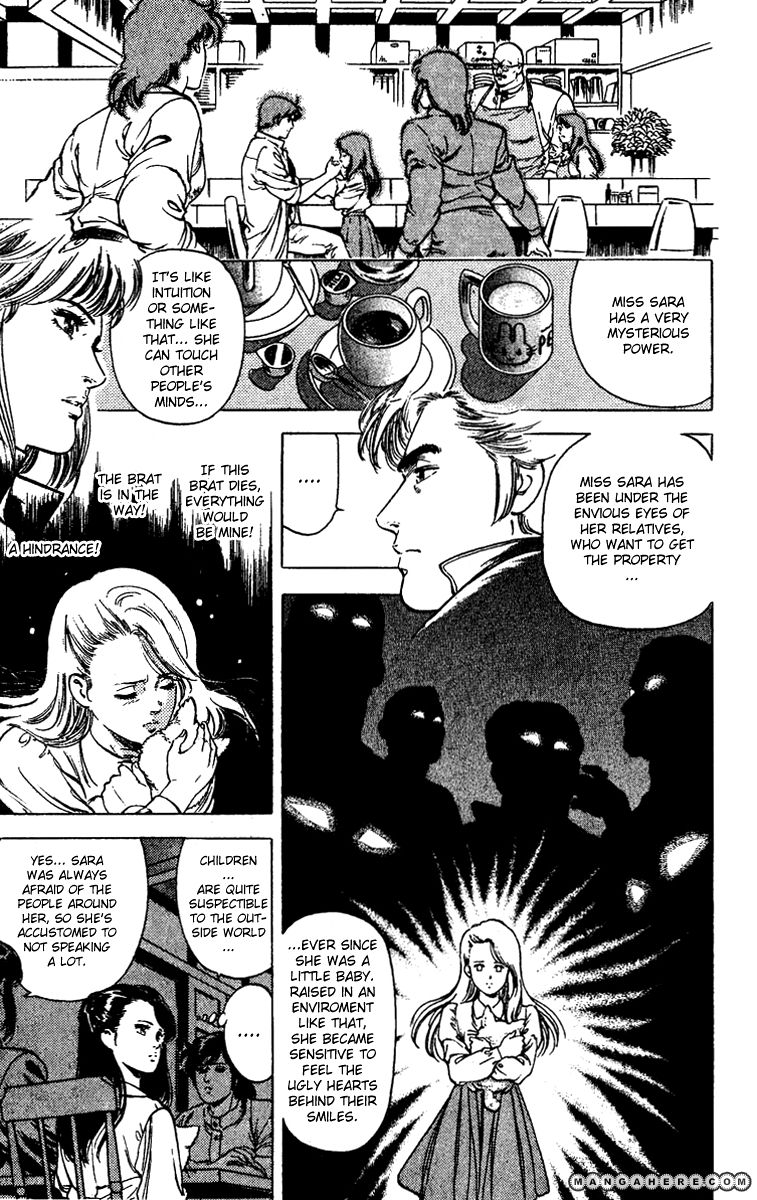 MISS SARA
HAS A VERY
MYSTERIOUS
POWER.
IT'S LIKE
INTUITION
OR SOME-
THING LIKE
THAT... SHE
CAN TOUCH
OTHER
PEOPLE'S
MINDS...
PE
MISS SARA HAS
BEEN UNDER THE
ENVIOUS EYES OF
HER RELATIVES,
WHO WANT TO GET
THE PROPERTY
...
....
IF THIS
BRAT DIES,
EVERYTHING
WOULD
BE MINE!
THE BRAT
IS IN THE
WAY!
A HINDRANCE!
...EVER SINCE
SHE WAS A
LITTLE BABY.
RAISED IN AN
ENVIROMENT
LIKE THAT,
SHE BECAME
SENSITIVE TO
FEEL THE
UGLY HEARTS
BEHIND THEIR
SMILES.
CHILDREN
...
ARE QUITE
SUSPECTIBLE
TO THE OUT-
SIDE WORLD
...
YES... SARA
WAS ALWAYS
AFRAID OF THE
PEOPLE AROUND
HER, SO SHE'S
ACCUSTOMED TO
NOT SPEAKING
A LOT.
....
MANGAHERE.COM